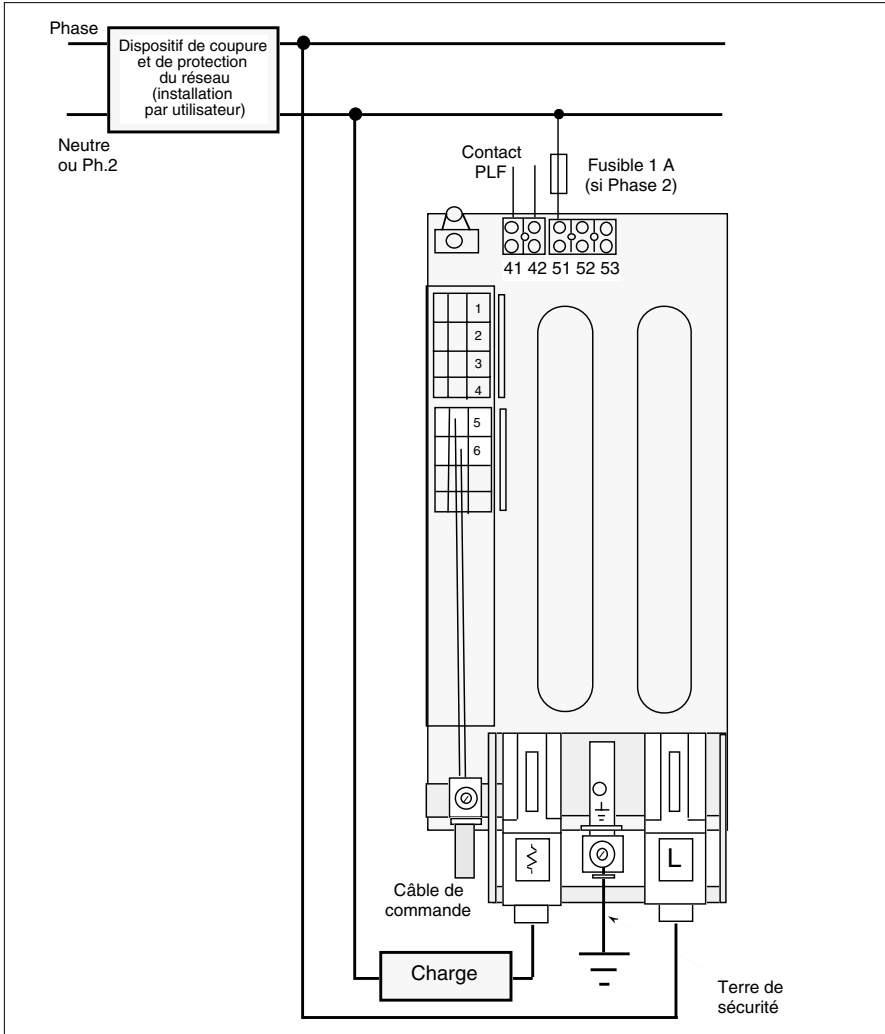 Phase
Dispositif de coupure
et de protection
du réseau
(installation
par utilisateur)
Neutre
ou Ph.2
Contact
PLF
Fusible 1 A
(si Phase 2)
41 42 51 52 53
1
2
3
4
5
6
L
Câble de
commande
Charge
Terre de
sécurité